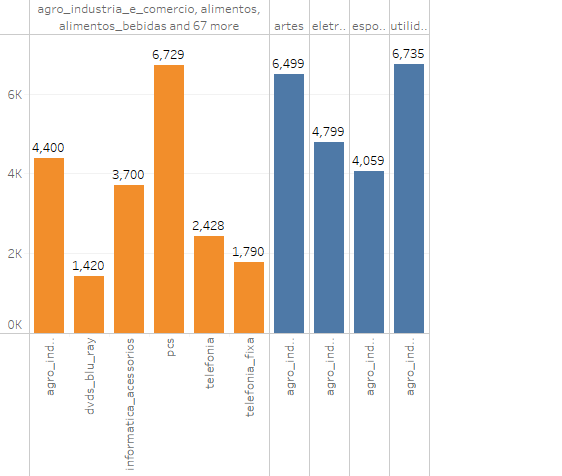 agro_industria_e_comercio, alimentos,
alimentos_bebidas and 67 more
artes
eletr..
espo..
utilid..
6K
4K
2K
0K
4,400
1,420
3,700
6,729
2,428
1,790
6,499
4,799
4,059
6,735
agro_ind..
dvds_blu_ray
informatica_acessorios
pcs
telefonia
telefonia_fixa
agro_ind..
agro_ind..
agro_ind..
agro_ind..